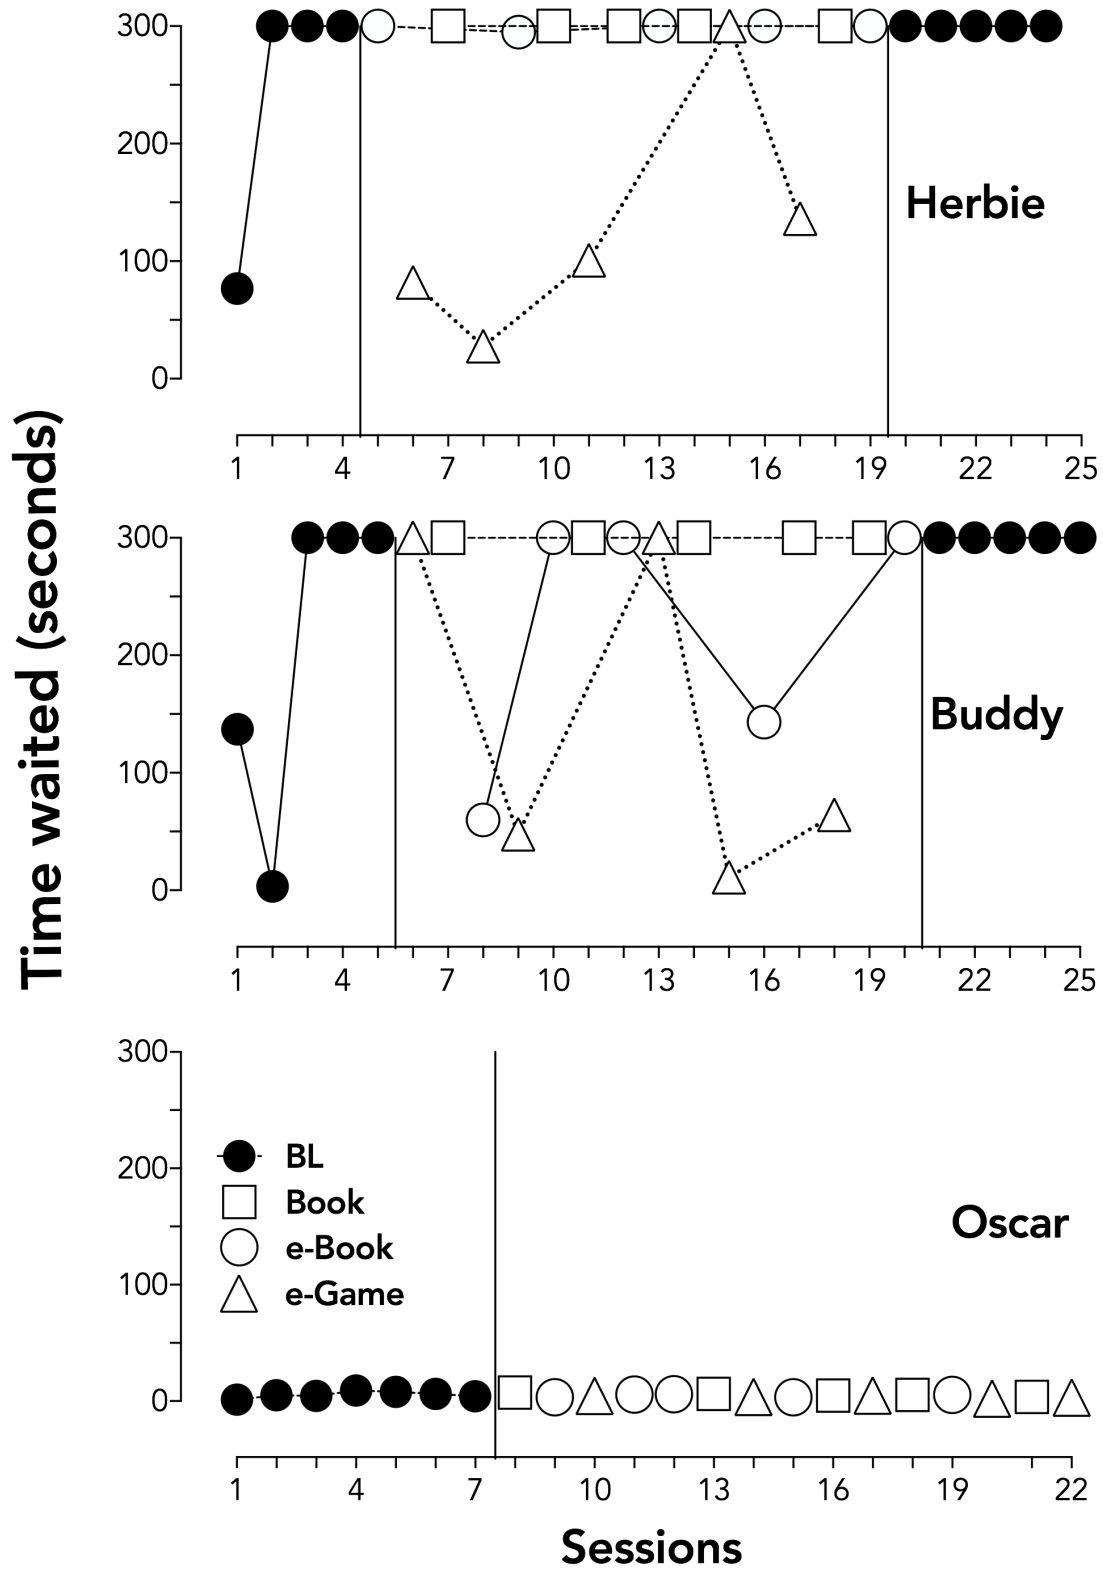 300
200
100
0
Herbie
1 4 7 10 13 16 19 22 25
Time waited (seconds)
300
200
100
0
Buddy
1 4 7 10 13 16 19 22 25
300
200
100
0
BL
Book
e-Book
e-Game
Oscar
1 4 7 10 13 16 19 22
Sessions